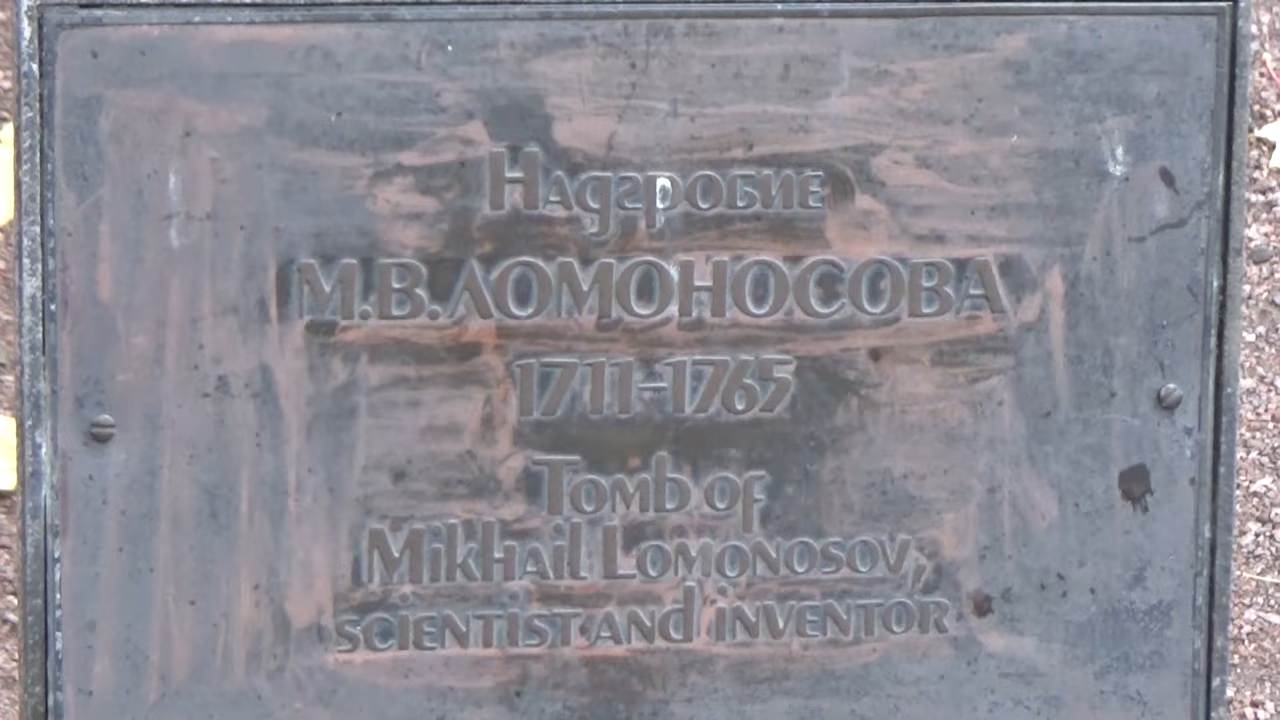 Надгробие
М.В.ЛОМОНОСОВА
1711-1765
Tomb of
Mikhail Lomonosov,
scientist and inventor